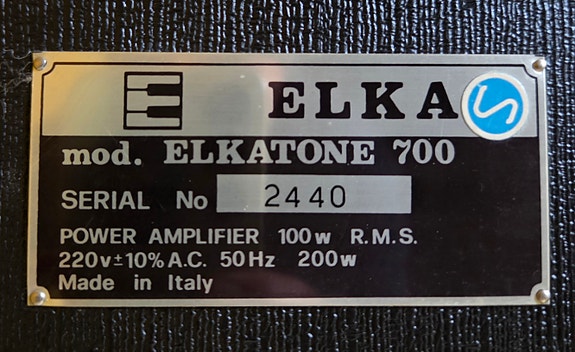 ELKA
mod. ELKATONE 700
SERIAL No 2440
POWER AMPLIFIER 100w R.M.S.
220v±10% A.C. 50Hz 200w
Made in Italy